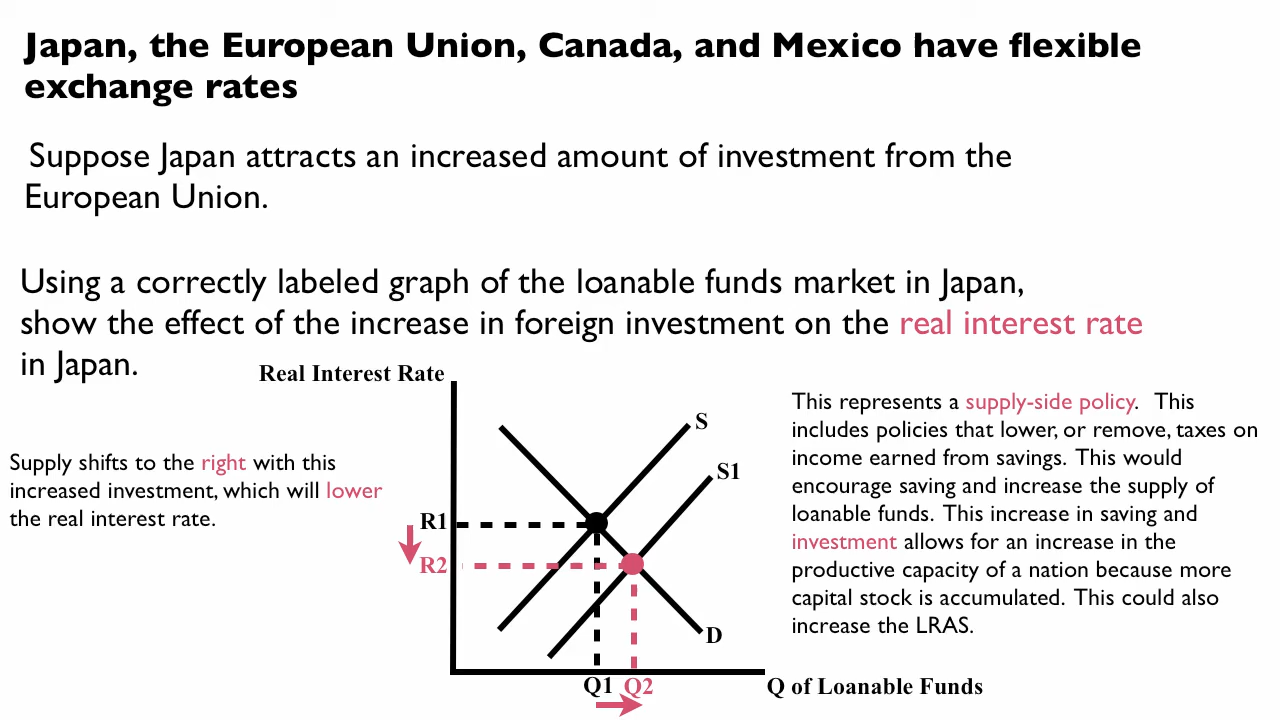 Japan, the European Union, Canada, and Mexico have flexible
exchange rates
Suppose Japan attracts an increased amount of investment from the
European Union.
Using a correctly labeled graph of the loanable funds market in Japan,
show the effect of the increase in foreign investment on the real interest rate
in Japan.
Supply shifts to the right with this
increased investment, which will lower
the real interest rate.
Real Interest Rate
S
S1
R1
R2
D
Q1 Q2
Q of Loanable Funds
This represents a supply-side policy. This
includes policies that lower, or remove, taxes on
income earned from savings. This would
encourage saving and increase the supply of
loanable funds. This increase in saving and
investment allows for an increase in the
productive capacity of a nation because more
capital stock is accumulated. This could also
increase the LRAS.